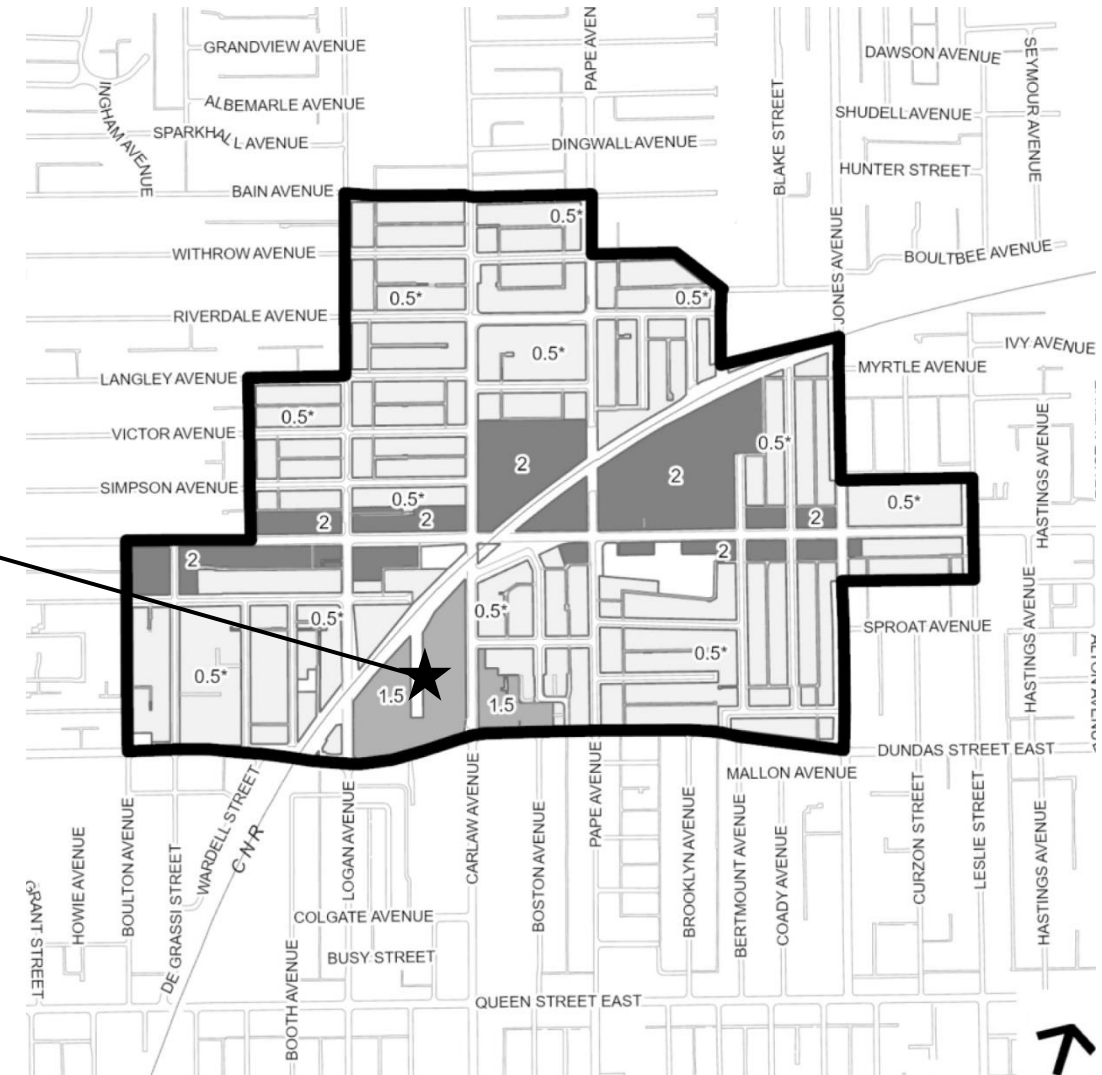 GRANDVIEW AVENUE
PAPE AVEN
DAWSON AVENUE
SEYMOUR AVENUE
INGHAM AVENUE
ALBEMARLE AVENUE
SPARKHALL AVENUE
DINGWALL AVENUE
BLAKE STREET
SHUDELL AVENUE
HUNTER STREET
BAIN AVENUE
0.5*
WITHROW AVENUE
BOULTBEE AVENUE
JONES AVENUE
0.5*
0.5*
RIVERDALE AVENUE
IVY AVENUE
0.5*
LANGLEY AVENUE
MYRTLE AVENUE
0.5*
VICTOR AVENUE
0.5*
HASTINGS AVENUE
2
2
SIMPSON AVENUE
0.5*
0.5*
2
2
2
2
2
0.5*
0.5*
HASTINGS AVENUE
SPROAT AVENUE
0.5*
0.5*
ALTON AVENUE
1.5
1.5
DUNDAS STREET EAST
MALLON AVENUE
WARDELL STREET
CNR
GRANT STREET
HOWIE AVENUE
BOULTON AVENUE
DE GRASSI STREET
LOGAN AVENUE
CARLAW AVENUE
BOSTON AVENUE
PAPE AVENUE
BROOKLYN AVENUE
BERTMOUNT AVENUE
COADY AVENUE
CURZON STREET
LESLIE STREET
HASTINGS AVENUE
COLGATE AVENUE
BUSY STREET
BOOTH AVENUE
QUEEN STREET EAST